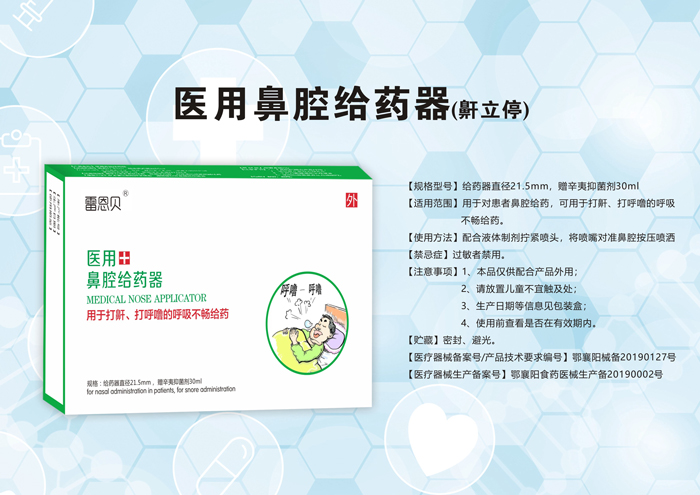 医用鼻腔给药器(鼾立停)
雷恩贝®
外
医用
鼻腔给药器
MEDICAL NOSE APPLICATOR
用于打鼾、打呼噜的呼吸不畅给药
呼噜 - 呼噜
规格：给药器直径21.5mm，赠辛夷抑菌剂30ml
for nasal administration in patients, for snore administration
【规格型号】给药器直径21.5mm，赠辛夷抑菌剂30ml
【适用范围】用于对患者鼻腔给药，可用于打鼾、打呼噜的呼吸
不畅给药。
【使用方法】配合液体制剂拧紧喷头，将喷嘴对准鼻腔按压喷洒
【禁忌症】过敏者禁用。
【注意事项】1、本品仅供配合产品外用；
2、请放置儿童不宜触及处；
3、生产日期等信息见包装盒；
4、使用前查看是否在有效期内。
【贮藏】密封、避光。
【医疗器械备案号/产品技术要求编号】鄂襄阳械备20190127号
【医疗器械生产备案号】鄂襄阳食药医械生产备20190002号